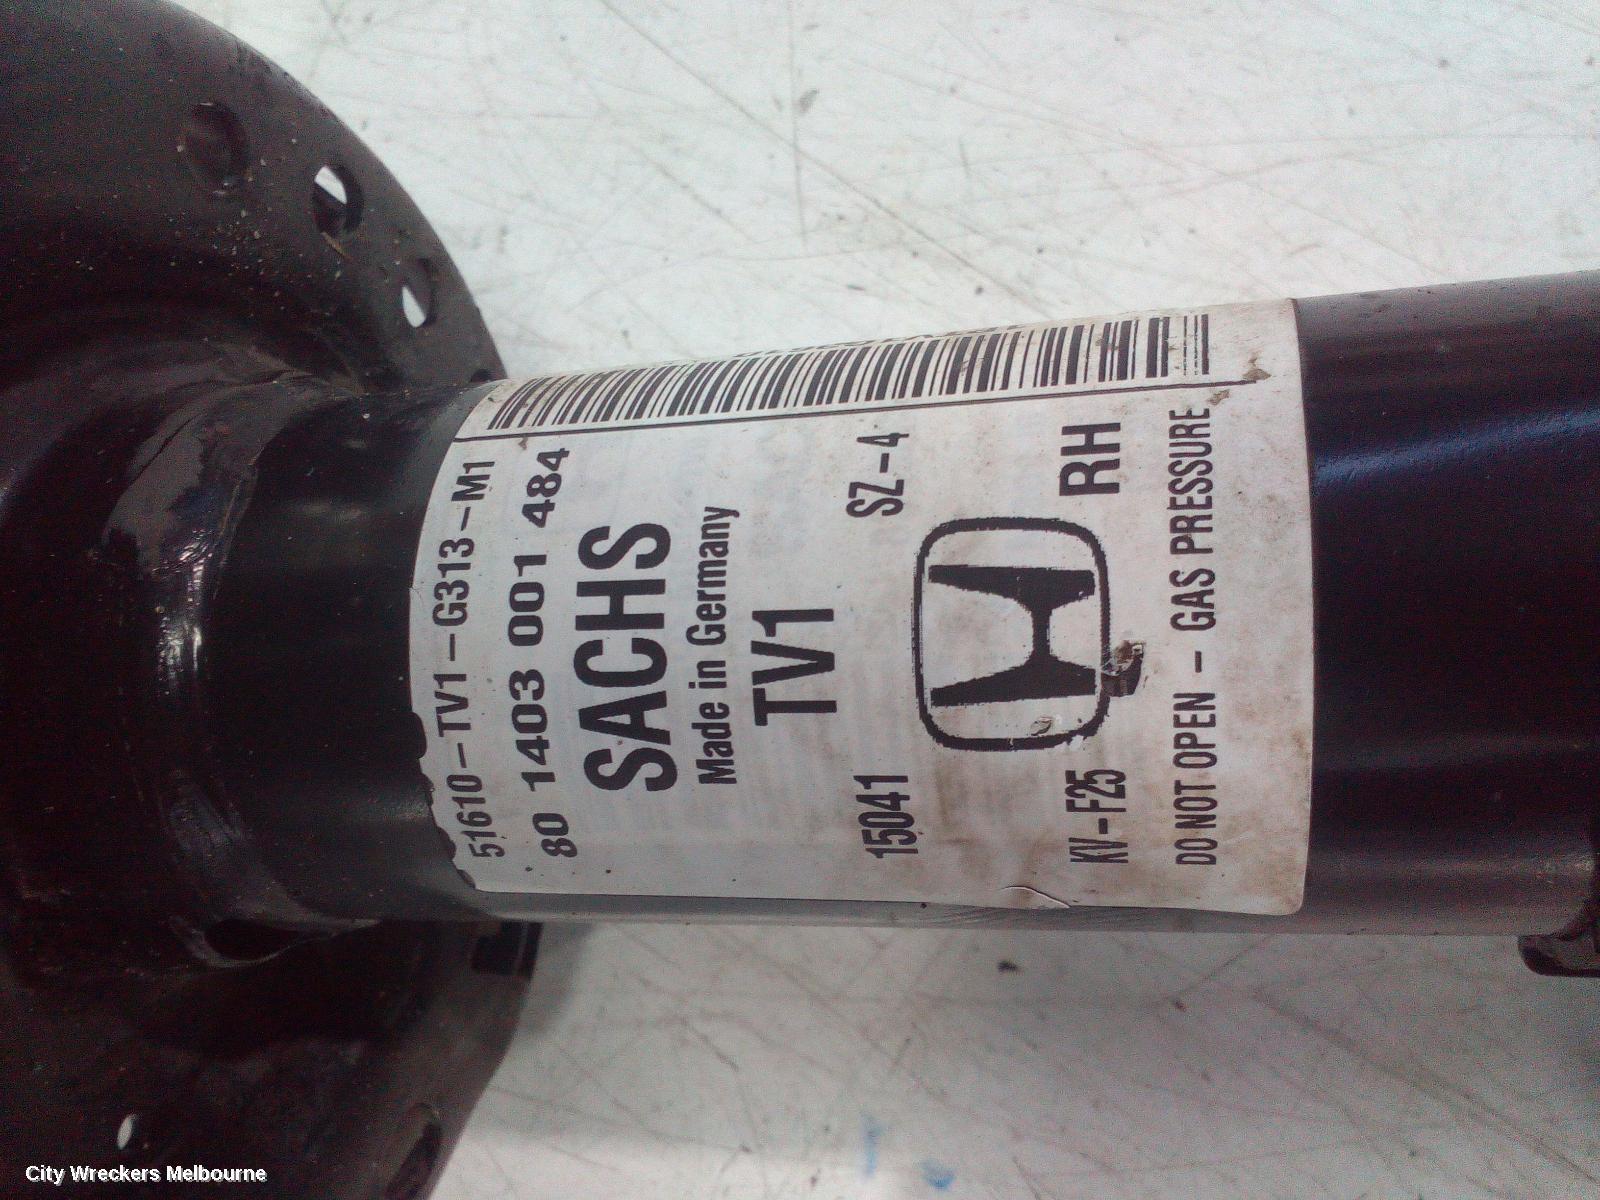 51610-TV1-G313-M1
80 1403 001 484
SACHS
Made in Germany
TV1
15041 SZ-4
KV-F25 RH
DO NOT OPEN - GAS PRESSURE
City Wreckers Melbourne